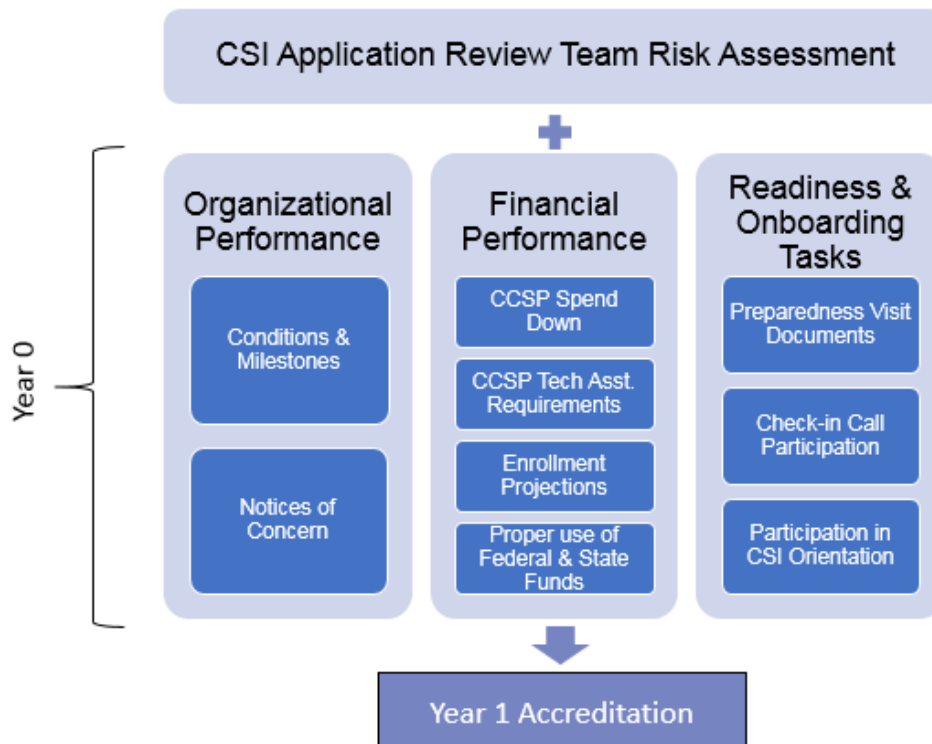 CSI Application Review Team Risk Assessment
Year 0
Organizational
Performance
Conditions &
Milestones
Notices of
Concern
Financial
Performance
CCSP Spend
Down
CCSP Tech Asst.
Requirements
Enrollment
Projections
Proper use of
Federal & State
Funds
Readiness &
Onboarding
Tasks
Preparedness Visit
Documents
Check-in Call
Participation
Participation in
CSI Orientation
Year 1 Accreditation